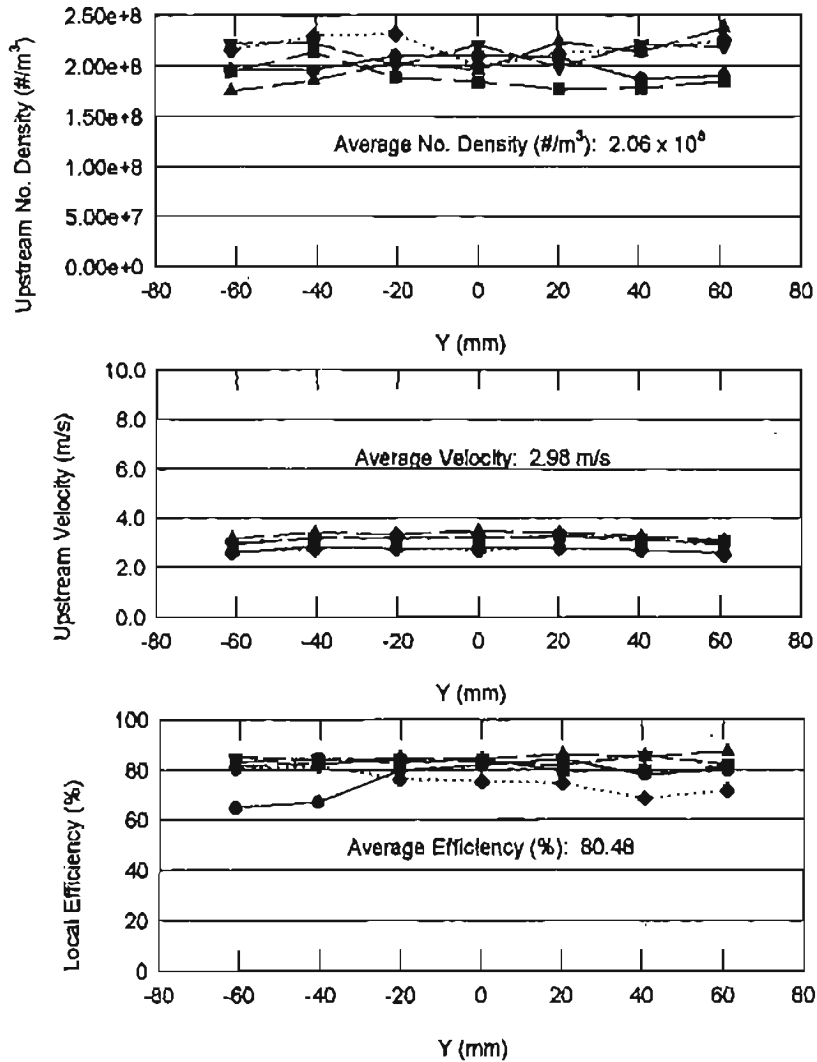 Upstream No. Density (#/m³)
2.50e+8
2.00e+8
1.50e+8
1.00e+8
5.00e+7
0.00e+0
Average No. Density (#/m³): 2.06 x 10⁸
-80 -60 -40 -20 0 20 40 60 80
Y (mm)
Upstream Velocity (m/s)
10.0
8.0
6.0
4.0
2.0
0.0
Average Velocity: 2.98 m/s
-80 -60 -40 -20 0 20 40 60 80
Y (mm)
Local Efficiency (%)
100
80
60
40
20
0
Average Efficiency (%): 80.48
-80 -60 -40 -20 0 20 40 60 80
Y (mm)